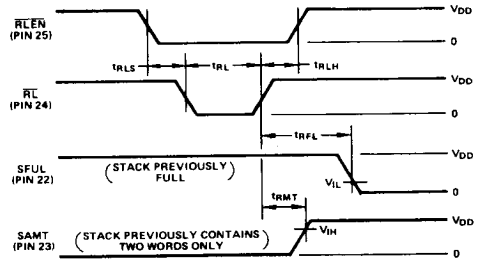 RLEN
(PIN 25)
VDD
0
tRLS
tRL
tRLH
RL
(PIN 24)
VDD
0
tRFL
SFUL
(PIN 22)
(STACK PREVIOUSLY
FULL)
VDD
VIL
0
tRMT
SAMT
(PIN 23)
(STACK PREVIOUSLY CONTAINS
TWO WORDS ONLY)
VIH
VDD
0